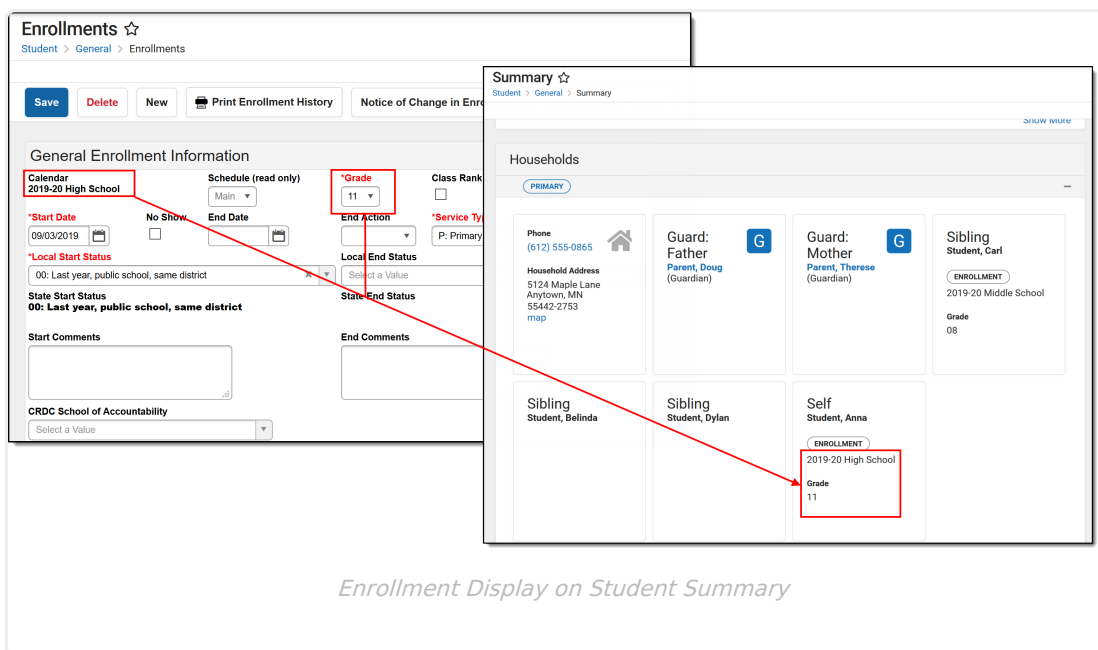 Enrollments
Student > General > Enrollments
Save
Delete
New
Print Enrollment History
Notice of Change in Enro
General Enrollment Information
Calendar
2019-20 High School
Schedule (read only)
Main
*Grade
11
Class Rank
*Start Date
09/03/2019
No Show
End Date
End Action
*Service Ty
P: Primary
*Local Start Status
00: Last year, public school, same district
Local End Status
Select a Value
State Start Status
00: Last year, public school, same district
State End Status
Start Comments
End Comments
CRDC School of Accountability
Select a Value
Summary
Student > General > Summary
Show More
Households
PRIMARY
Phone
(612) 555-0865
Household Address
5124 Maple Lane
Anytown, MN
55442-2753
map
Guard:
Father
Parent, Doug
(Guardian)
G
Guard:
Mother
Parent, Therese
(Guardian)
G
Sibling
Student, Carl
ENROLLMENT
2019-20 Middle School
Grade
08
Sibling
Student, Belinda
Sibling
Student, Dylan
Self
Student, Anna
ENROLLMENT
2019-20 High School
Grade
11
Enrollment Display on Student Summary